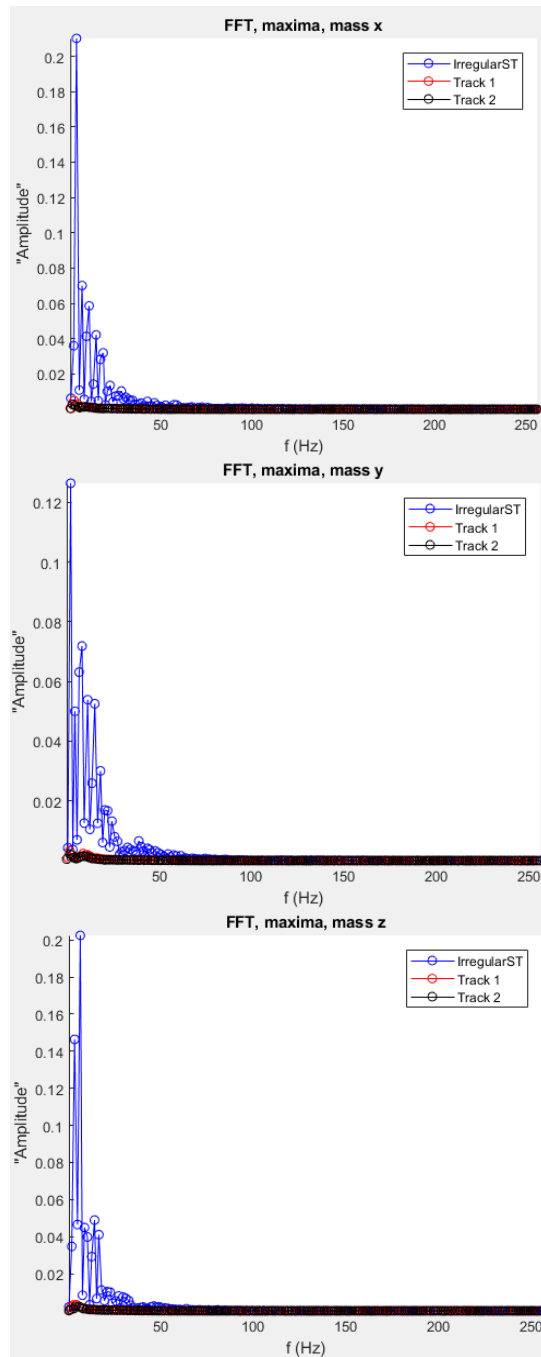 FFT, maxima, mass x
0.2
0.18
0.16
0.14
0.12
0.1
0.08
0.06
0.04
0.02
"Amplitude"
IrregularST
Track 1
Track 2
50
100
150
200
250
f (Hz)
FFT, maxima, mass y
0.12
0.1
0.08
0.06
0.04
0.02
"Amplitude"
IrregularST
Track 1
Track 2
50
100
150
200
250
f (Hz)
FFT, maxima, mass z
0.2
0.18
0.16
0.14
0.12
0.1
0.08
0.06
0.04
0.02
"Amplitude"
IrregularST
Track 1
Track 2
50
100
150
200
250
f (Hz)